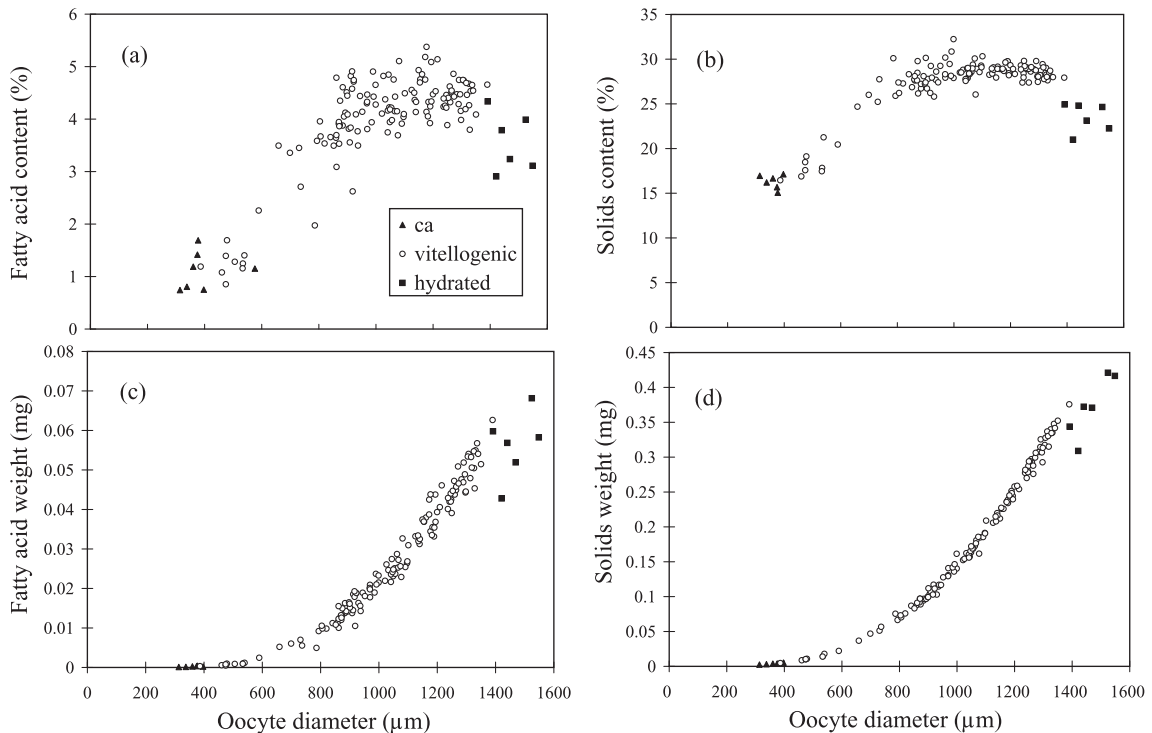 6
5
4
3
2
1
0
Fatty acid content (%)
(a)
ca
vitellogenic
hydrated
35
30
25
20
15
10
5
0
Solids content (%)
(b)
0.08
0.07
0.06
0.05
0.04
0.03
0.02
0.01
0
Fatty acid weight (mg)
(c)
0 200 400 600 800 1000 1200 1400 1600
Oocyte diameter (µm)
0.45
0.4
0.35
0.3
0.25
0.2
0.15
0.1
0.05
0
Solids weight (mg)
(d)
0 200 400 600 800 1000 1200 1400 1600
Oocyte diameter (µm)